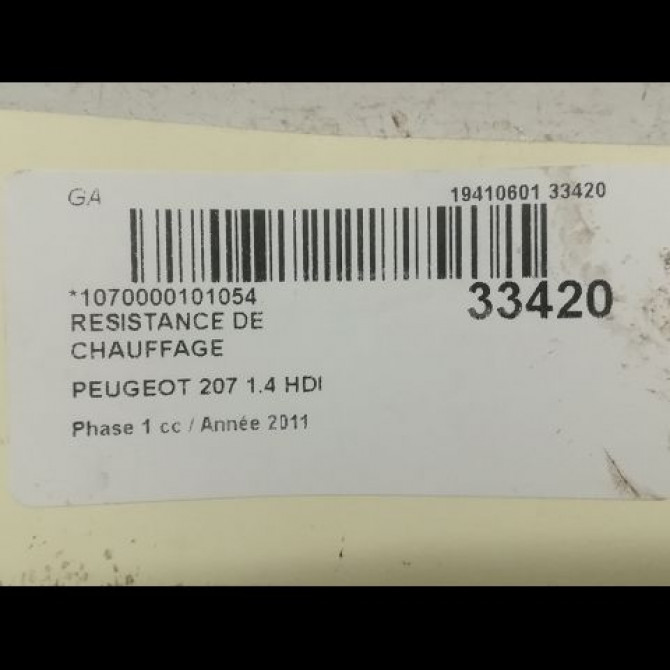 GA
19410601 33420
*1070000101054
33420
RESISTANCE DE
CHAUFFAGE
PEUGEOT 207 1.4 HDI
Phase 1 cc / Année 2011